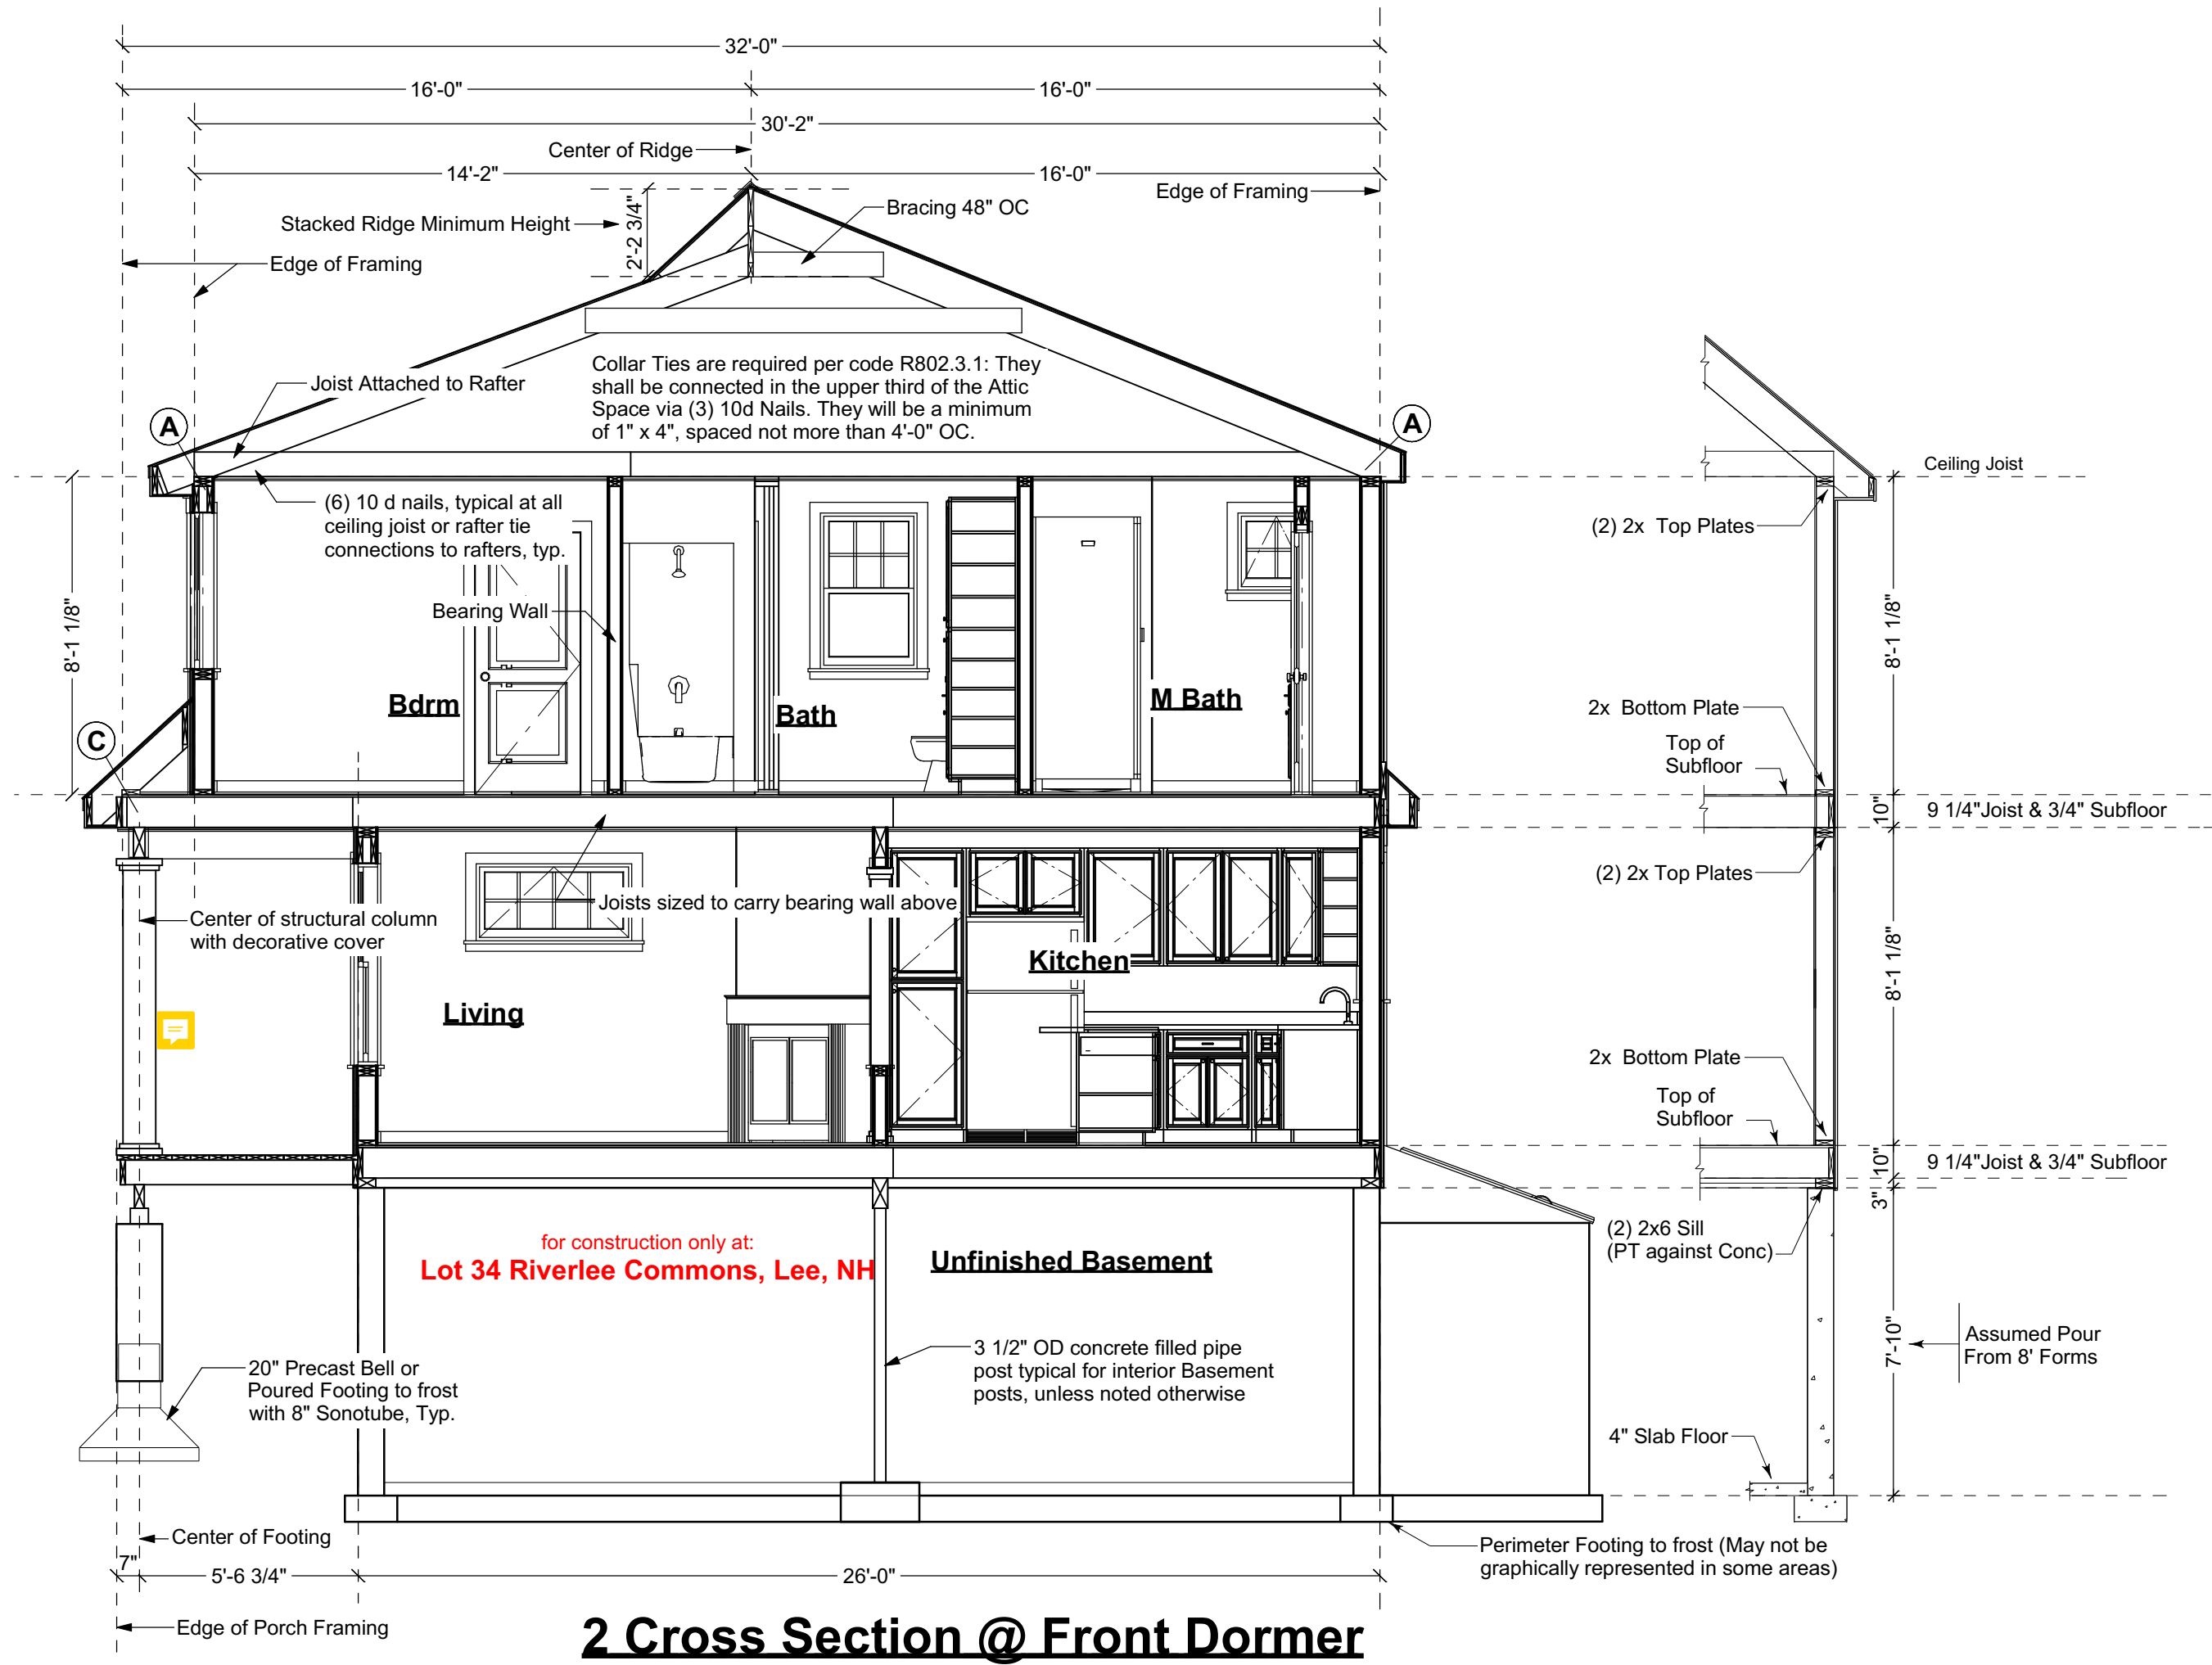 32'-0"
16'-0"
16'-0"
30'-2"
Center of Ridge
14'-2"
16'-0"
Edge of Framing
Stacked Ridge Minimum Height
2'-2 3/4"
Bracing 48" OC
Edge of Framing
Collar Ties are required per code R802.3.1: They
shall be connected in the upper third of the Attic
Space via (3) 10d Nails. They will be a minimum
of 1" x 4", spaced not more than 4'-0" OC.
Joist Attached to Rafter
A
A
Ceiling Joist
(6) 10 d nails, typical at all
ceiling joist or rafter tie
connections to rafters, typ.
(2) 2x Top Plates
8'-1 1/8"
8'-1 1/8"
Bearing Wall
Bdrm
Bath
M Bath
2x Bottom Plate
Top of
Subfloor
C
10"
9 1/4"Joist & 3/4" Subfloor
(2) 2x Top Plates
Joists sized to carry bearing wall above
Center of structural column
with decorative cover
Kitchen
8'-1 1/8"
Living
2x Bottom Plate
Top of
Subfloor
10"
9 1/4"Joist & 3/4" Subfloor
3"
(2) 2x6 Sill
(PT against Conc)
for construction only at:
Lot 34 Riverlee Commons, Lee, NH
Unfinished Basement
3 1/2" OD concrete filled pipe
post typical for interior Basement
posts, unless noted otherwise
7'-10"
Assumed Pour
From 8' Forms
20" Precast Bell or
Poured Footing to frost
with 8" Sonotube, Typ.
4" Slab Floor
Center of Footing
Perimeter Footing to frost (May not be
graphically represented in some areas)
7"
5'-6 3/4"
26'-0"
Edge of Porch Framing
2 Cross Section @ Front Dormer